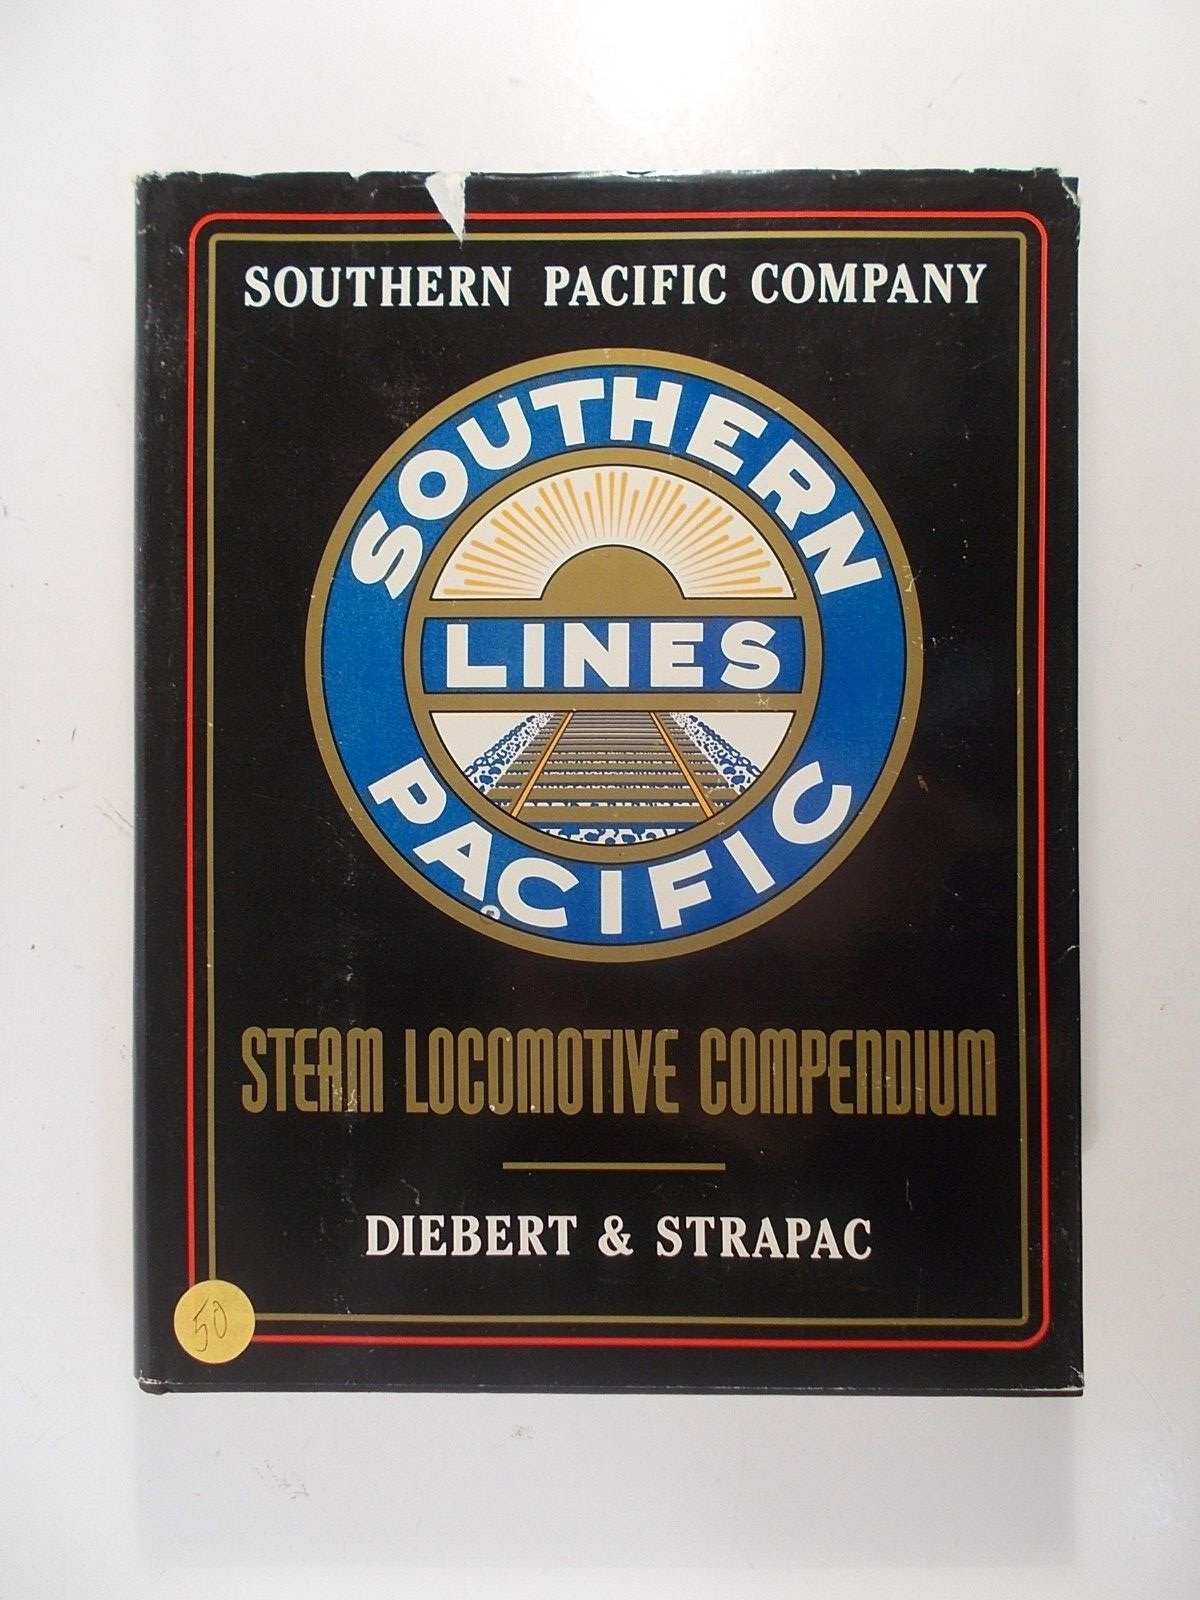 SOUTHERN PACIFIC COMPANY
SOUTHERN
LINES
PACIFIC
STEAM LOCOMOTIVE COMPENDIUM
DIEBERT & STRAPAC
50